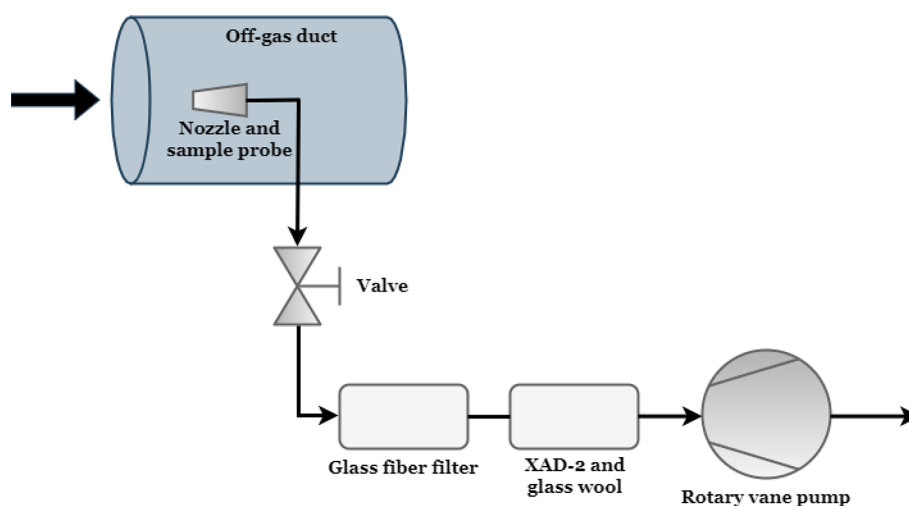 Off-gas duct
Nozzle and
sample probe
Valve
Glass fiber filter
XAD-2 and
glass wool
Rotary vane pump